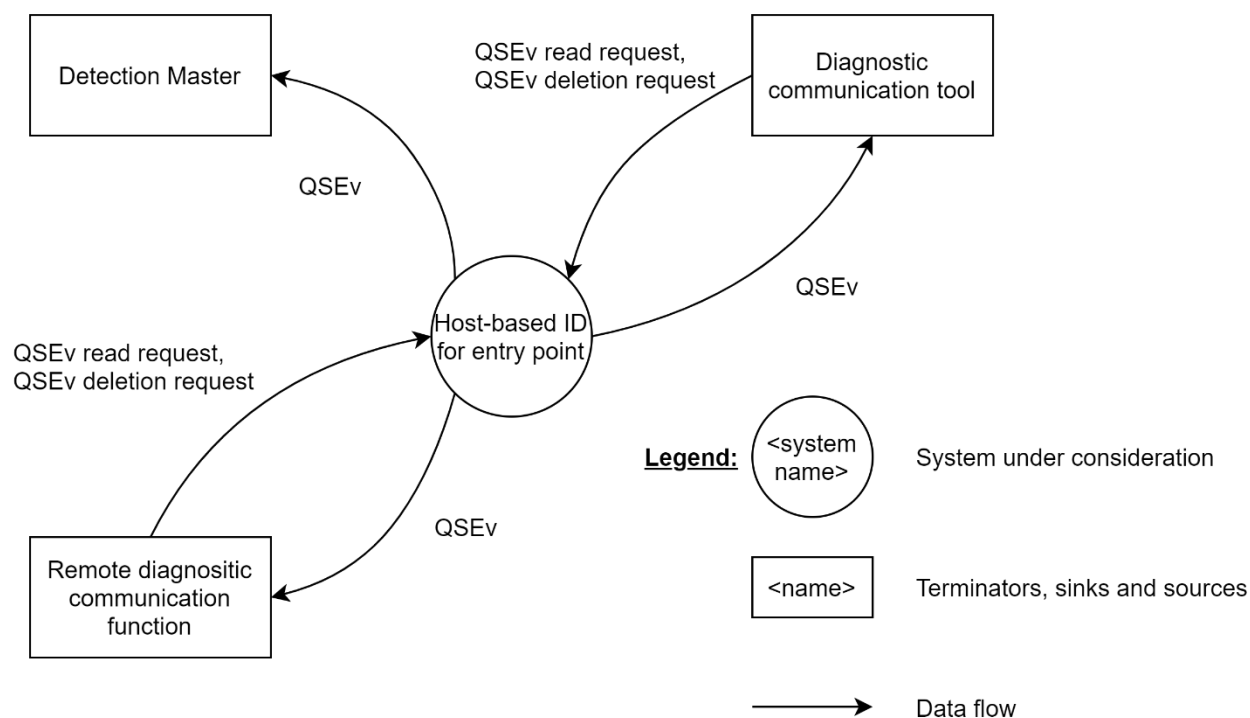 Detection Master
QSEv read request,
QSEv deletion request
Diagnostic
communication tool
QSEv
QSEv
Host-based ID
for entry point
QSEv read request,
QSEv deletion request
QSEv
Remote diagnositic
communication
function
Legend:
<system
name>
System under consideration
<name>
Terminators, sinks and sources
Data flow